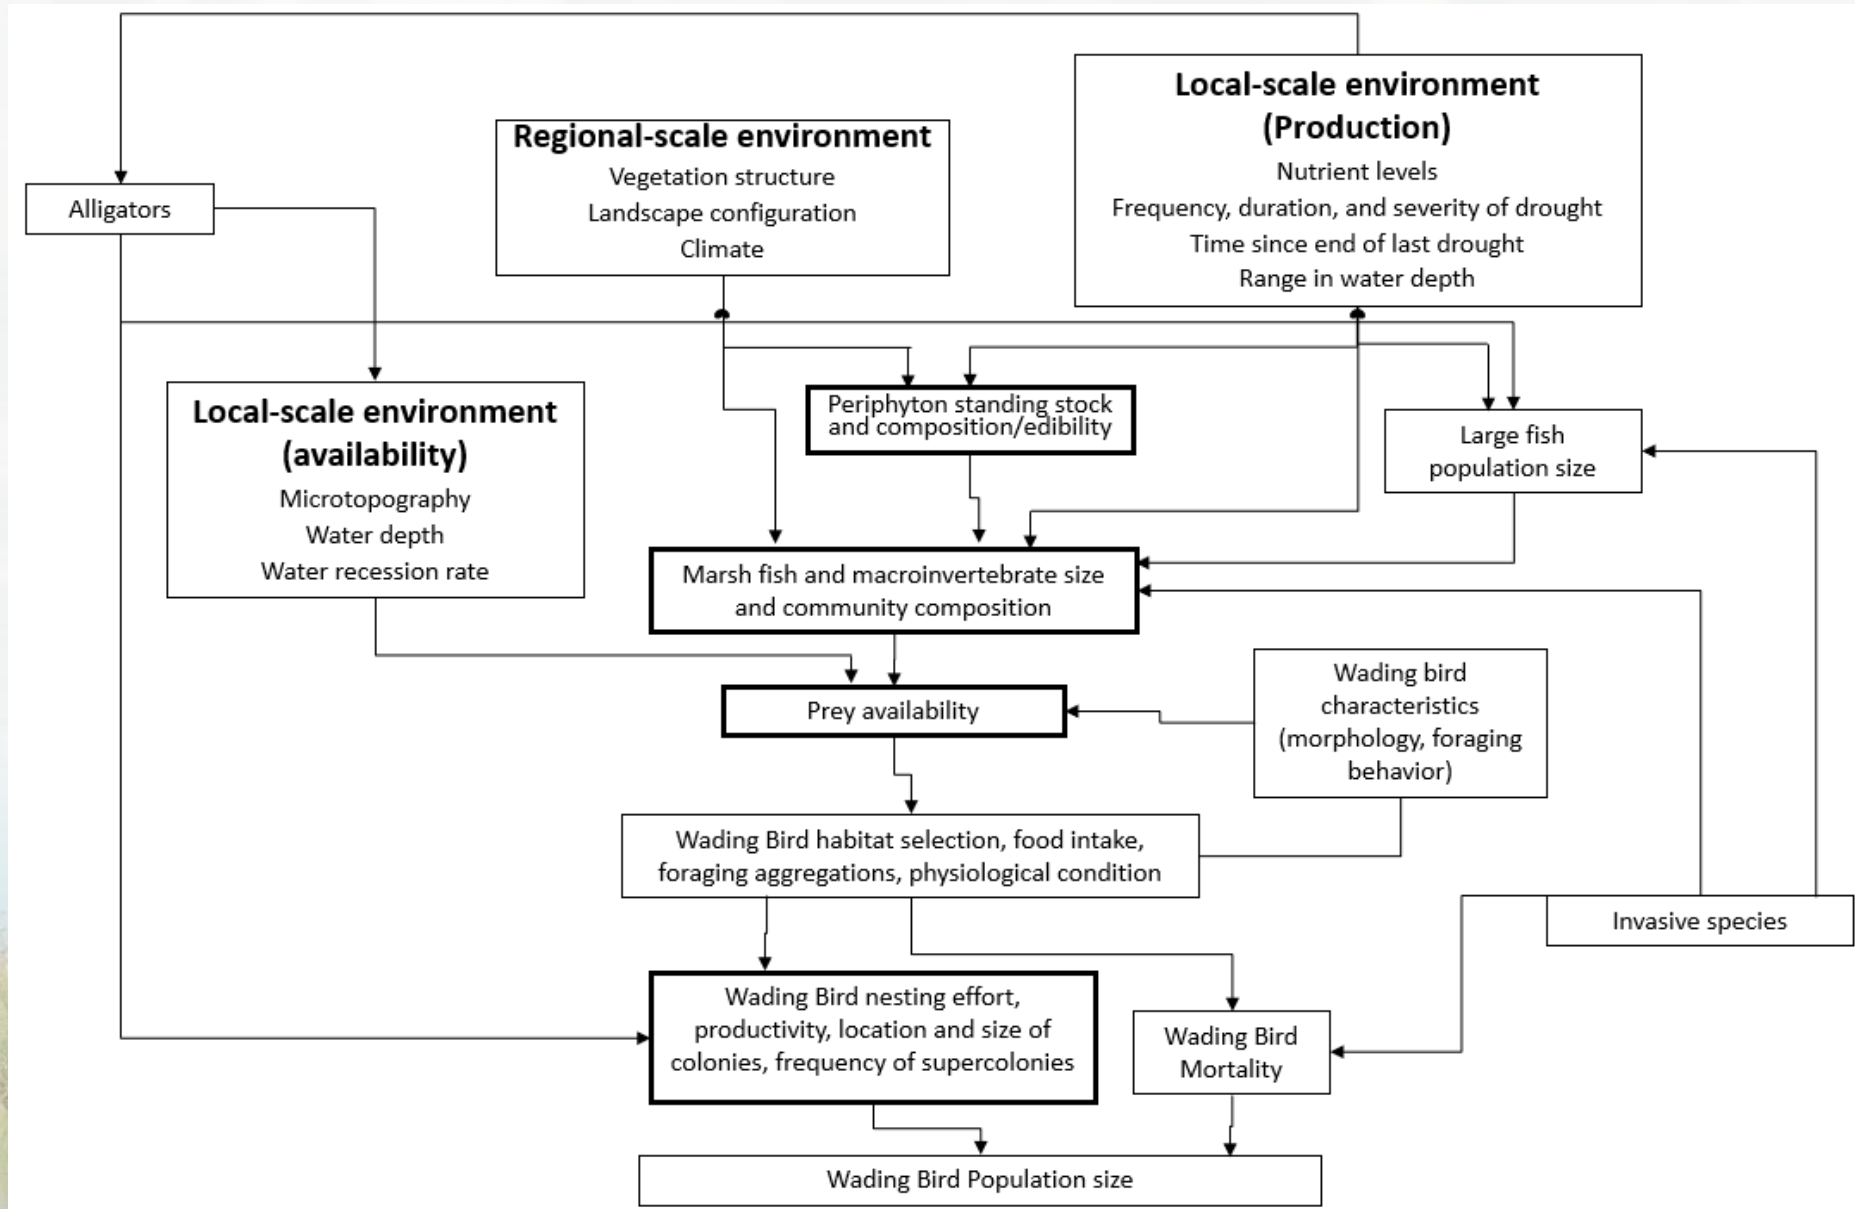 Local-scale environment
(Production)
Nutrient levels
Frequency, duration, and severity of drought
Time since end of last drought
Range in water depth
Regional-scale environment
Vegetation structure
Landscape configuration
Climate
Alligators
Local-scale environment
(availability)
Microtopography
Water depth
Water recession rate
Periphyton standing stock
and composition/edibility
Large fish
population size
Marsh fish and macroinvertebrate size
and community composition
Prey availability
Wading bird
characteristics
(morphology, foraging
behavior)
Wading Bird habitat selection, food intake,
foraging aggregations, physiological condition
Invasive species
Wading Bird nesting effort,
productivity, location and size of
colonies, frequency of supercolonies
Wading Bird
Mortality
Wading Bird Population size